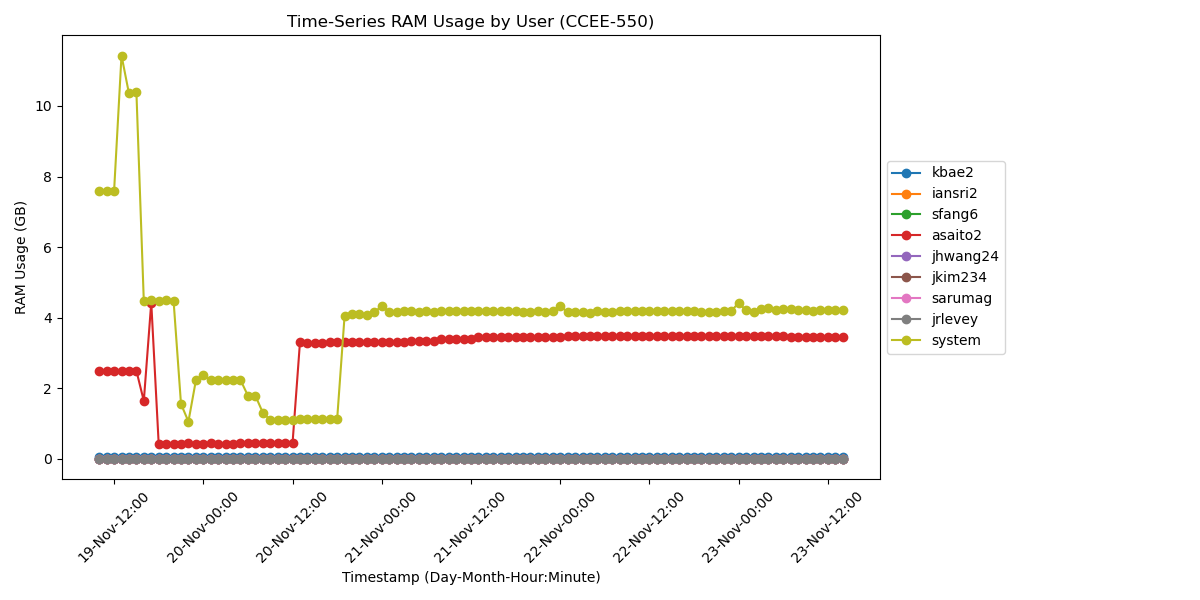 Time-Series RAM Usage by User (CCEE-550)
RAM Usage (GB)
10
8
6
4
2
0
19-Nov-12:00
20-Nov-00:00
20-Nov-12:00
21-Nov-00:00
21-Nov-12:00
22-Nov-00:00
22-Nov-12:00
23-Nov-00:00
23-Nov-12:00
Timestamp (Day-Month-Hour:Minute)
kbae2
iansri2
sfang6
asaito2
jhwang24
jkim234
sarumag
jrlevey
system